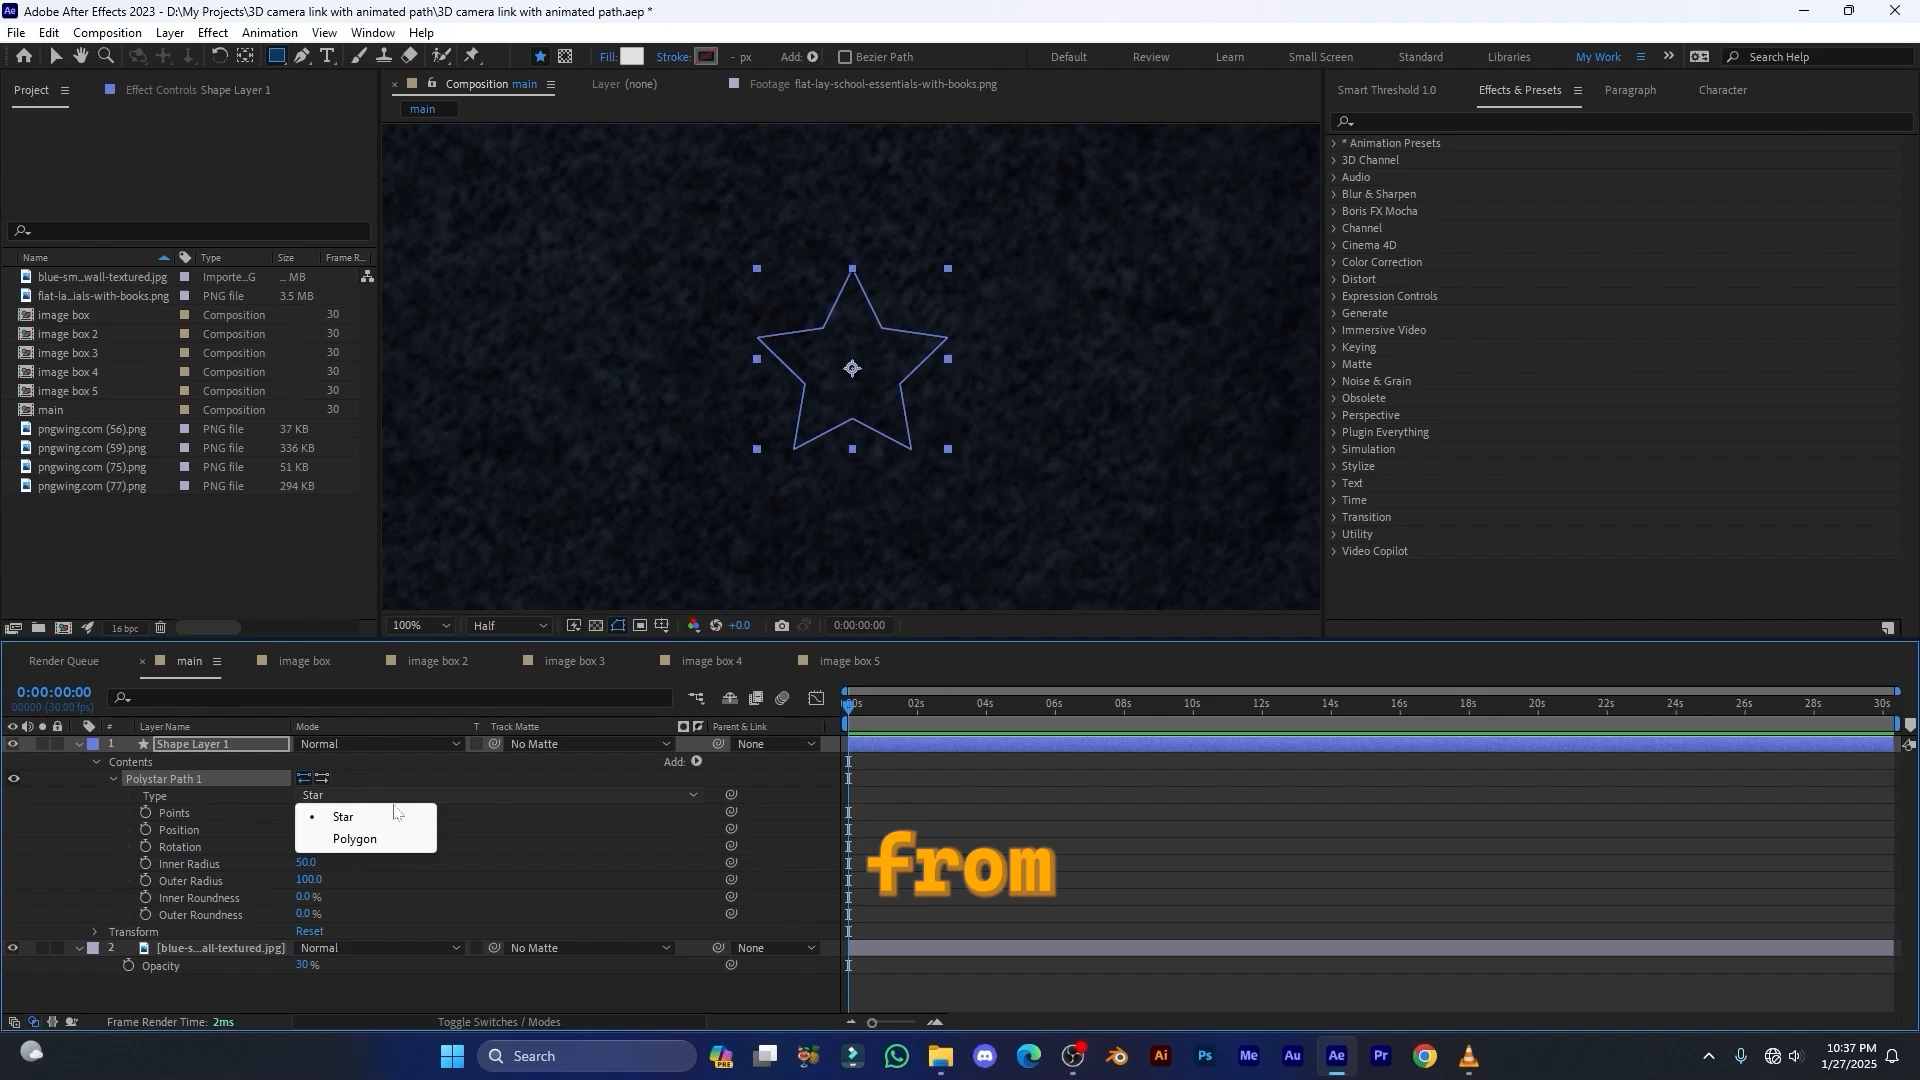 Adobe After Effects 2023 - D:\My Projects\3D camera link with animated path\3D camera link with animated path.aep *
File Edit Composition Layer Effect Animation View Window Help
Fill: Stroke: - px Add: Bezier Path Default Review Learn Small Screen Standard Libraries My Work Search Help
Project Effect Controls Shape Layer 1
Composition main Layer (none) Footage flat-lay-school-essentials-with-books.png
Smart Threshold 1.0 Effects & Presets Paragraph Character
main
Name Type Size Frame R...
blue-sm...wall-textured.jpg Importe...G ... MB
flat-la...ials-with-books.png PNG file 3.5 MB
image box Composition 30
image box 2 Composition 30
image box 3 Composition 30
image box 4 Composition 30
image box 5 Composition 30
main Composition 30
pngwing.com (56).png PNG file 37 KB
pngwing.com (59).png PNG file 336 KB
pngwing.com (75).png PNG file 51 KB
pngwing.com (77).png PNG file 294 KB
16 bpc
100% Half +0.0 0:00:00:00
* Animation Presets
3D Channel
Audio
Blur & Sharpen
Boris FX Mocha
Channel
Cinema 4D
Color Correction
Distort
Expression Controls
Generate
Immersive Video
Keying
Matte
Noise & Grain
Obsolete
Perspective
Plugin Everything
Simulation
Stylize
Text
Time
Transition
Utility
Video Copilot
Render Queue main image box image box 2 image box 3 image box 4 image box 5
0:00:00:00
00000 (30.00 fps)
02s 04s 06s 08s 10s 12s 14s 16s 18s 20s 22s 24s 26s 28s 30s
# Layer Name Mode T Track Matte Parent & Link
1 Shape Layer 1 Normal No Matte None
Contents Add:
Polystar Path 1
Type Star
Points
Position
Rotation
Star
Polygon
Inner Radius 50.0
Outer Radius 100.0
Inner Roundness 0.0 %
Outer Roundness 0.0 %
Transform Reset
2 [blue-s...all-textured.jpg] Normal No Matte None
Opacity 30 %
from
Frame Render Time: 2ms Toggle Switches / Modes
Search
PRE
Ai Ps Me Au Ae Pr
10:37 PM
1/27/2025